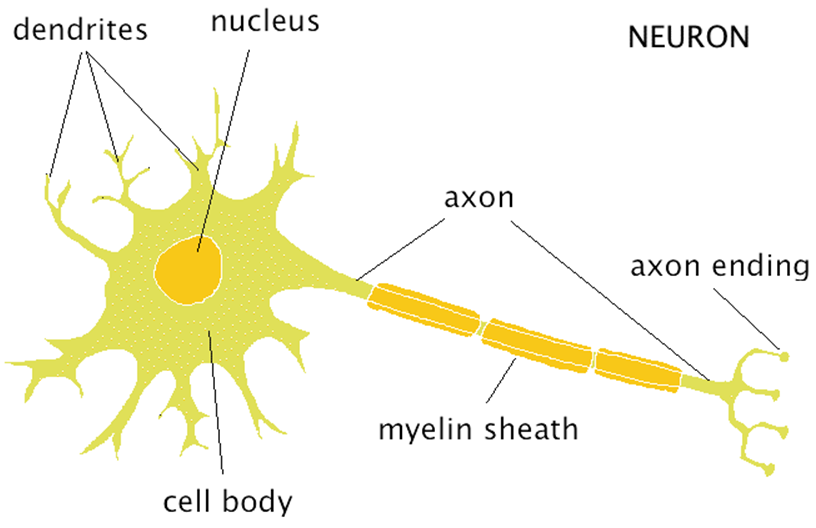 dendrites
nucleus
NEURON
axon
axon ending
myelin sheath
cell body